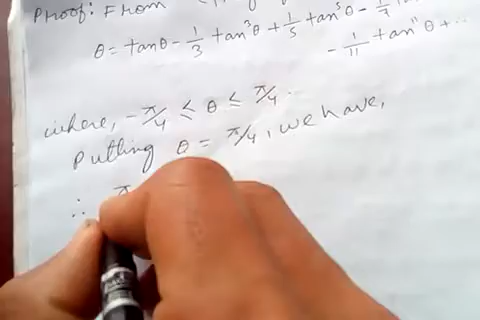 Proof: From
θ = tanθ - 1/3 tan³θ + 1/5 tan⁵θ - 1/7
- 1/11 tan¹¹θ + ...
where, -π/4 ≤ θ ≤ π/4.
Putting θ = π/4, we have,
∴ π